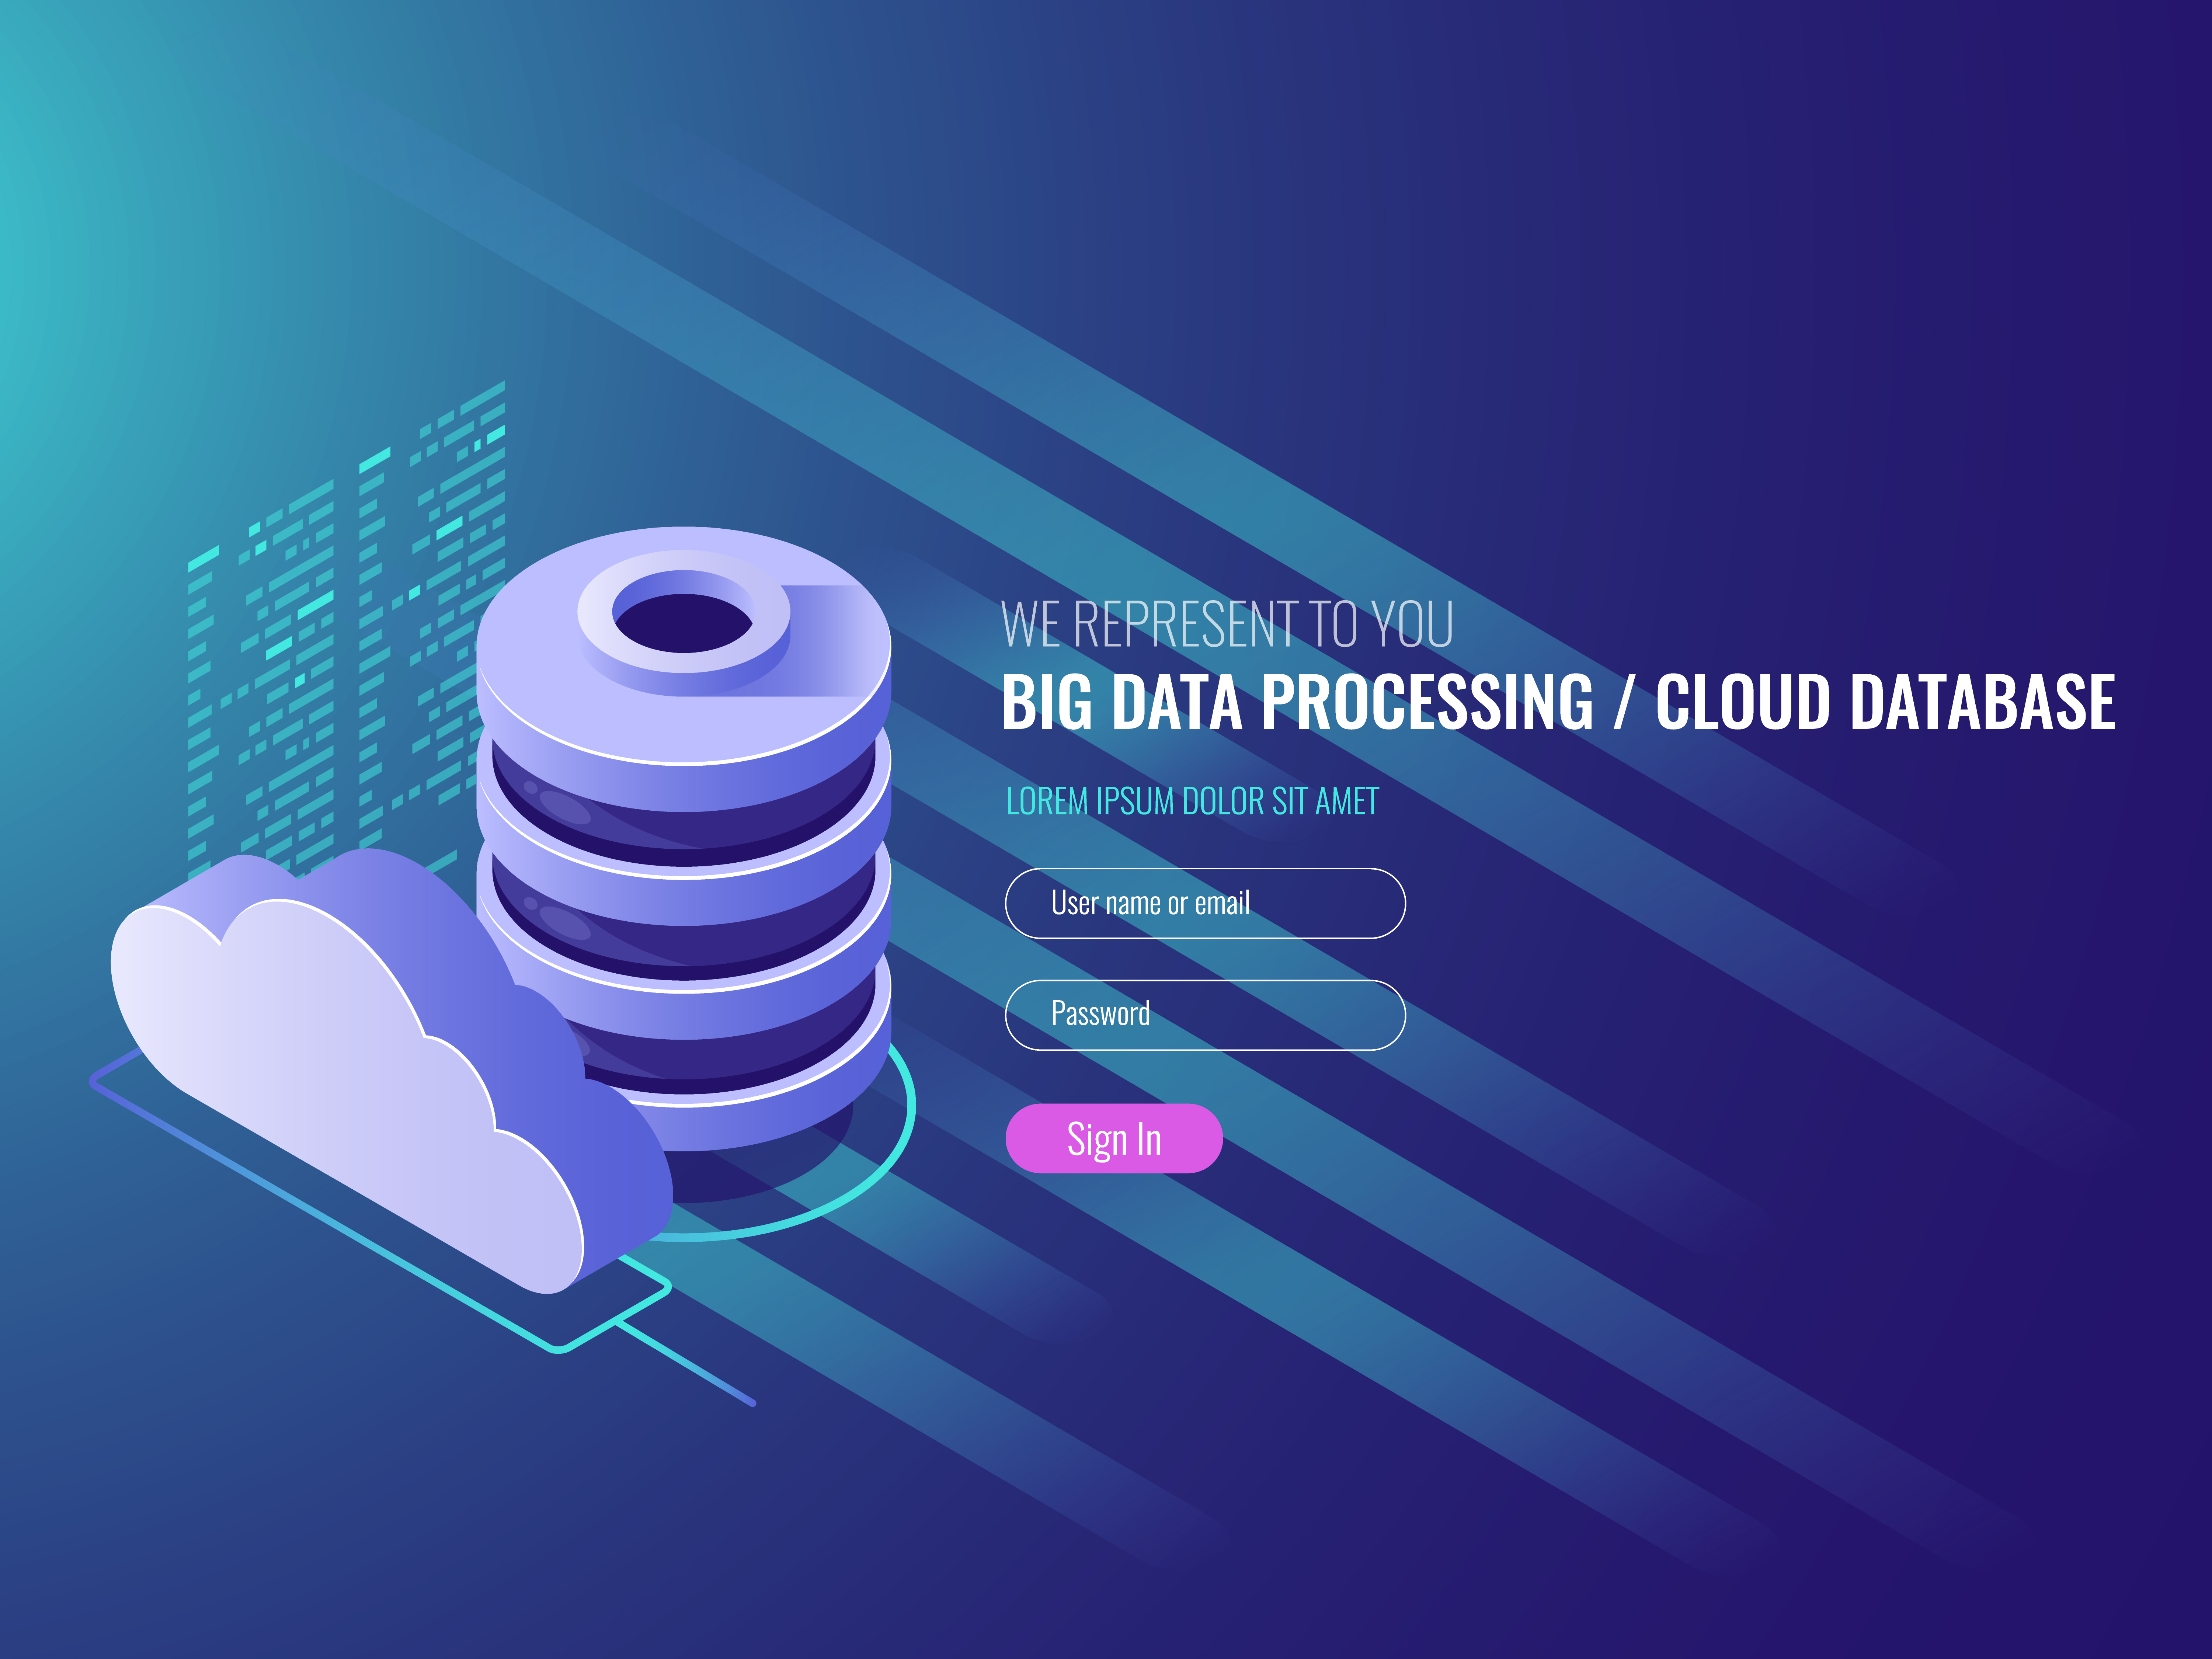 WE REPRESENT TO YOU
BIG DATA PROCESSING / CLOUD DATABASE
LOREM IPSUM DOLOR SIT AMET
User name or email
Password
Sign In